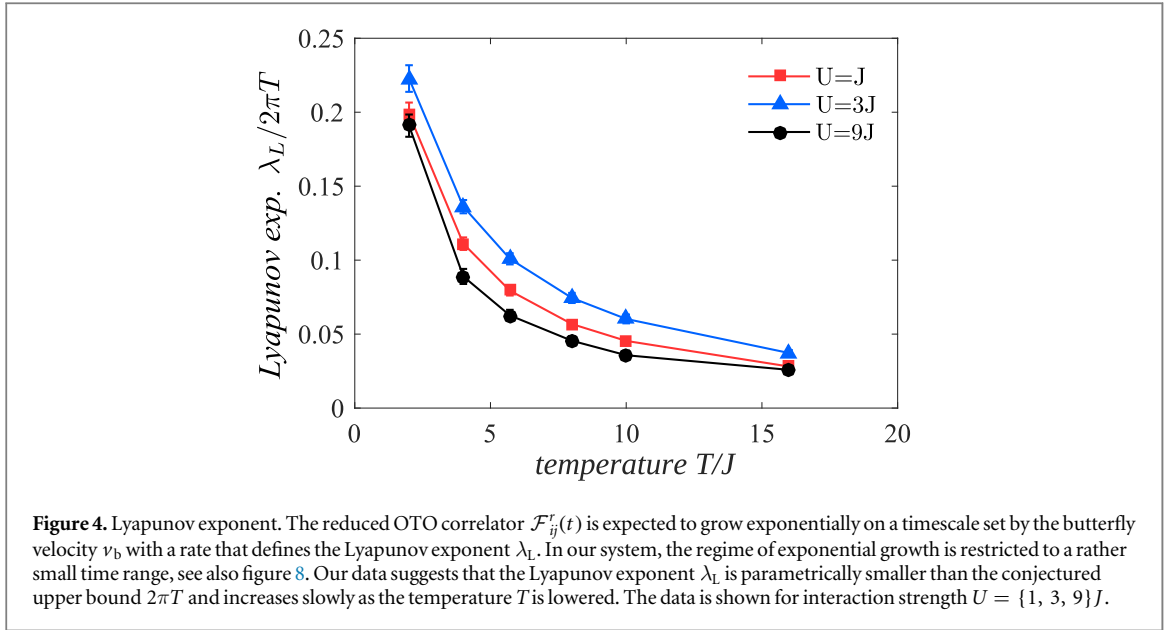 0.25
0.2
0.15
0.1
0.05
0
Lyapunov exp. λ_L/2πT
U=J
U=3J
U=9J
0 5 10 15 20
temperature T/J
Figure 4. Lyapunov exponent. The reduced OTO correlator ℱ^r_ij(t) is expected to grow exponentially on a timescale set by the butterfly
velocity ν_b with a rate that defines the Lyapunov exponent λ_L. In our system, the regime of exponential growth is restricted to a rather
small time range, see also figure 8. Our data suggests that the Lyapunov exponent λ_L is parametrically smaller than the conjectured
upper bound 2πT and increases slowly as the temperature T is lowered. The data is shown for interaction strength U = {1, 3, 9}J.